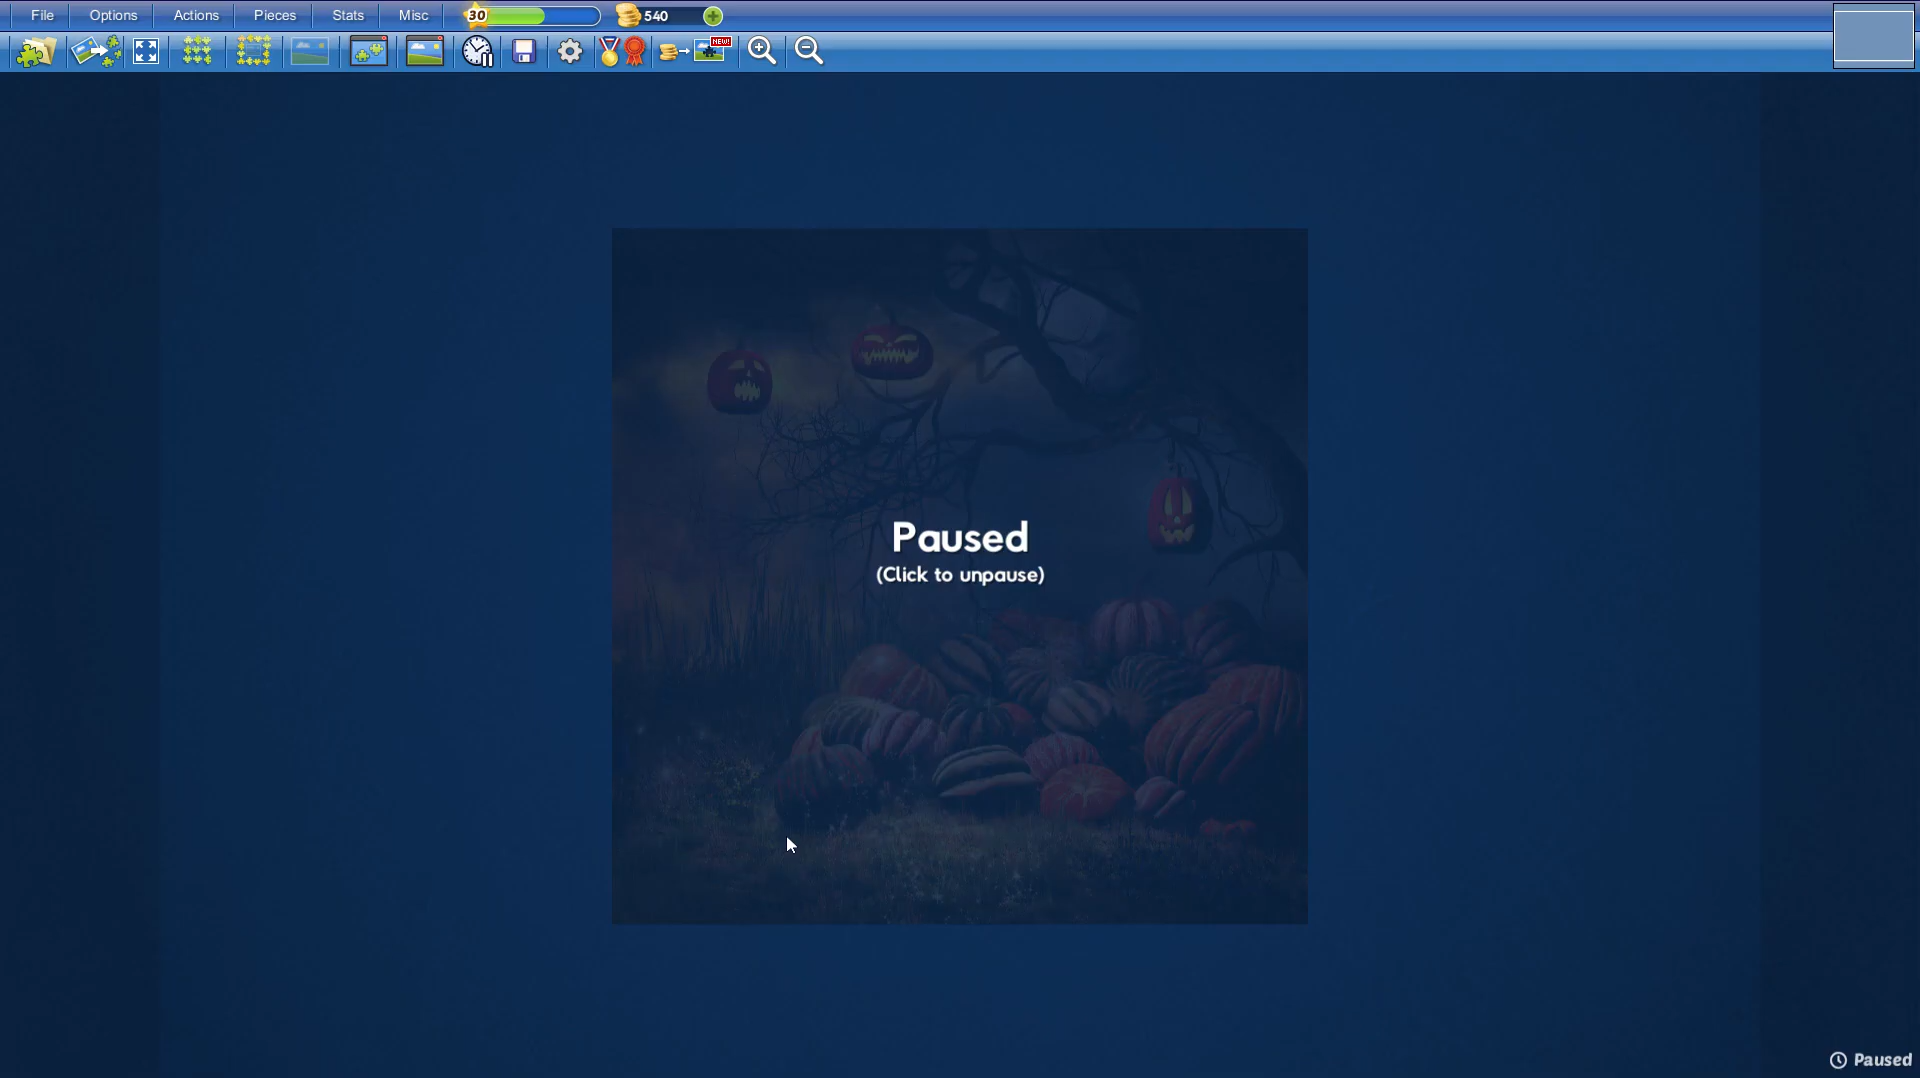 File Options Actions Pieces Stats Misc 30 540
NEW!
Paused
(Click to unpause)
Paused